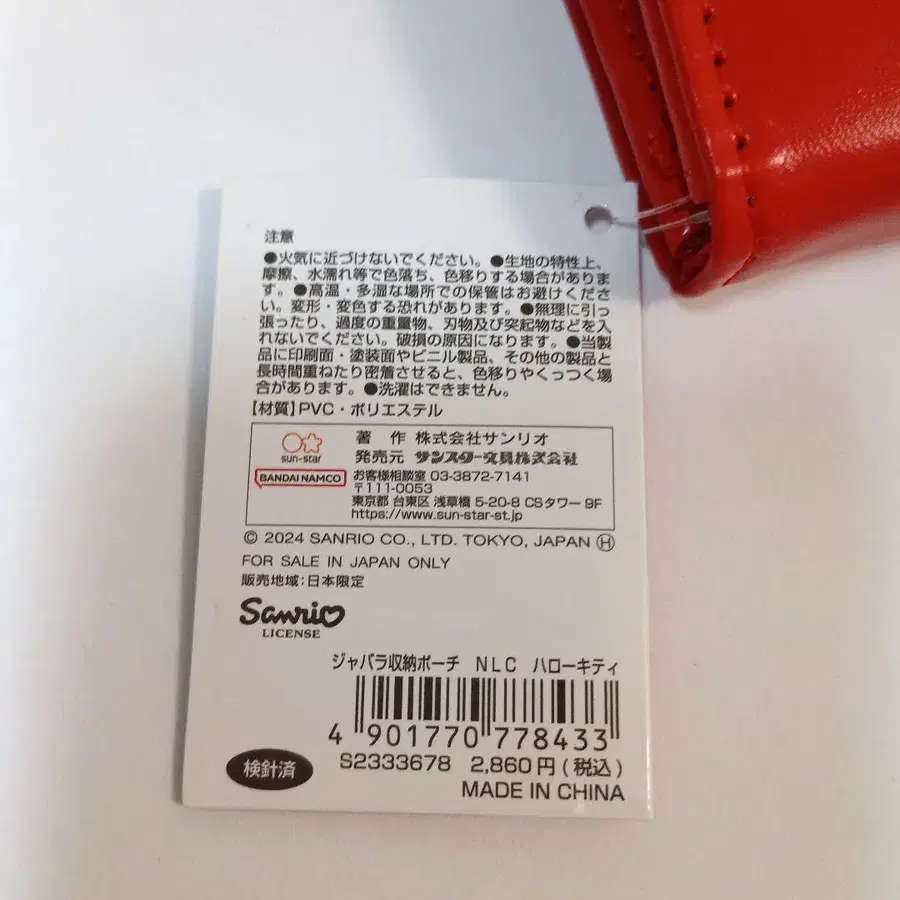 注意
●火気に近づけないでください。●生地の特性上、
摩擦、水濡れ等で色落ち、色移りする場合がありま
す。●高温・多湿な場所での保管はお避けくださ
い。変形・変色する恐れがあります。●無理に引っ
張ったり、過度の重量物、刃物及び突起物などを入
れないでください。破損の原因になります。●当製
品に印刷面・塗装面やビニル製品、その他の製品と
長時間重ねたり密着させると、色移りやくっつく場
合があります。●洗濯はできません。
【材質】PVC・ポリエステル
sun-star
BANDAI NAMCO
著 作 株式会社サンリオ
発売元 サンスター文具株式会社
お客様相談室 03-3872-7141
〒111-0053
東京都 台東区 浅草橋 5-20-8 CSタワー 9F
https://www.sun-star-st.jp
© 2024 SANRIO CO., LTD. TOKYO, JAPAN Ⓗ
FOR SALE IN JAPAN ONLY
販売地域:日本限定
Sanrio
LICENSE
ジャバラ収納ポーチ NLC ハローキティ
4 901770 778433
S2333678 2,860円(税込)
検針済
MADE IN CHINA